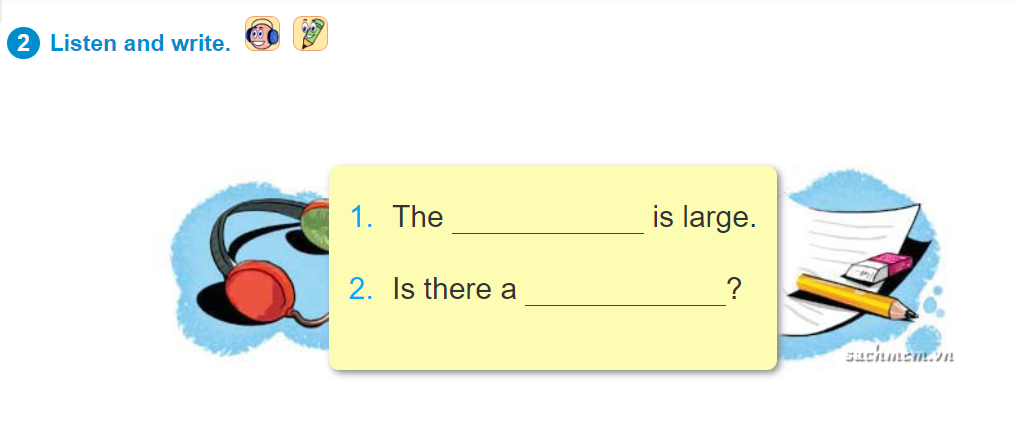 2 Listen and write.
1. The ____________ is large.
2. Is there a ____________?
sachmem.vn